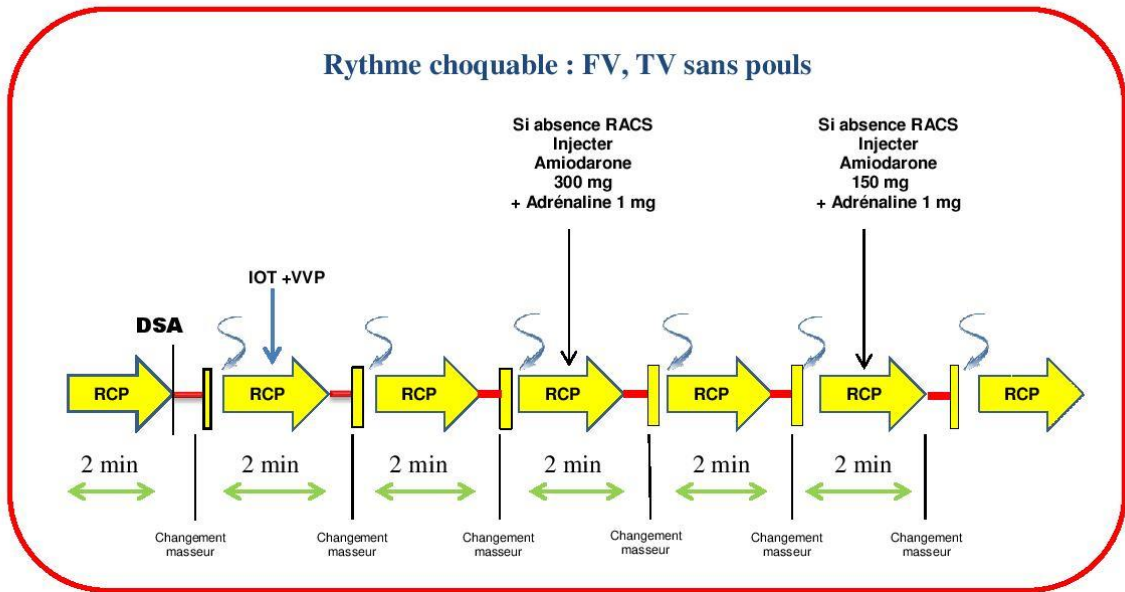 Rythme choquable : FV, TV sans pouls
Si absence RACS
Injecter
Amiodarone
300 mg
+ Adrénaline 1 mg
Si absence RACS
Injecter
Amiodarone
150 mg
+ Adrénaline 1 mg
IOT +VVP
DSA
RCP
RCP
RCP
RCP
RCP
RCP
RCP
2 min
2 min
2 min
2 min
2 min
2 min
Changement
masseur
Changement
masseur
Changement
masseur
Changement
masseur
Changement
masseur
Changement
masseur